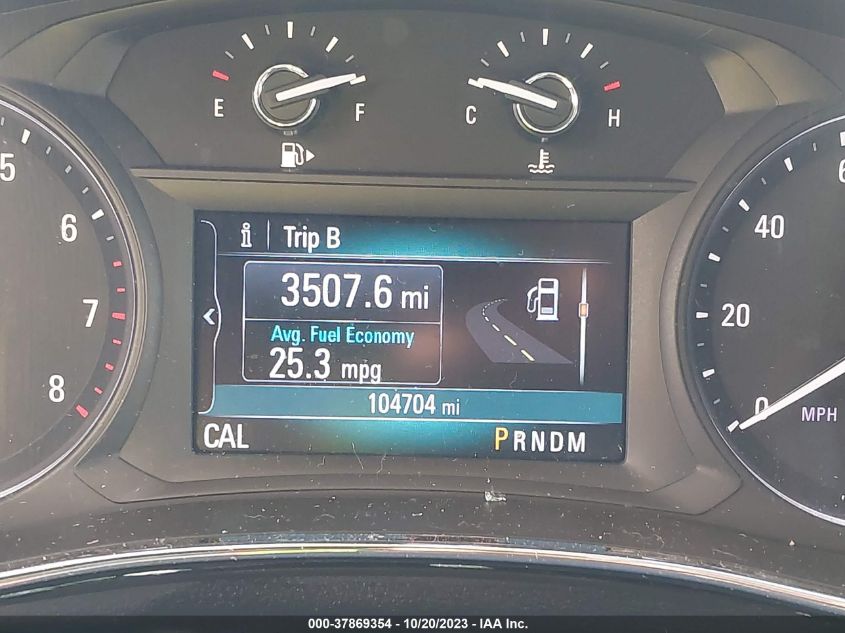 E F C H
5
6
7
8
i Trip B
3507.6 mi
Avg. Fuel Economy
25.3 mpg
104704 mi
CAL PRNDM
40
20
0
MPH
000-37869354 - 10/20/2023 - IAA Inc.